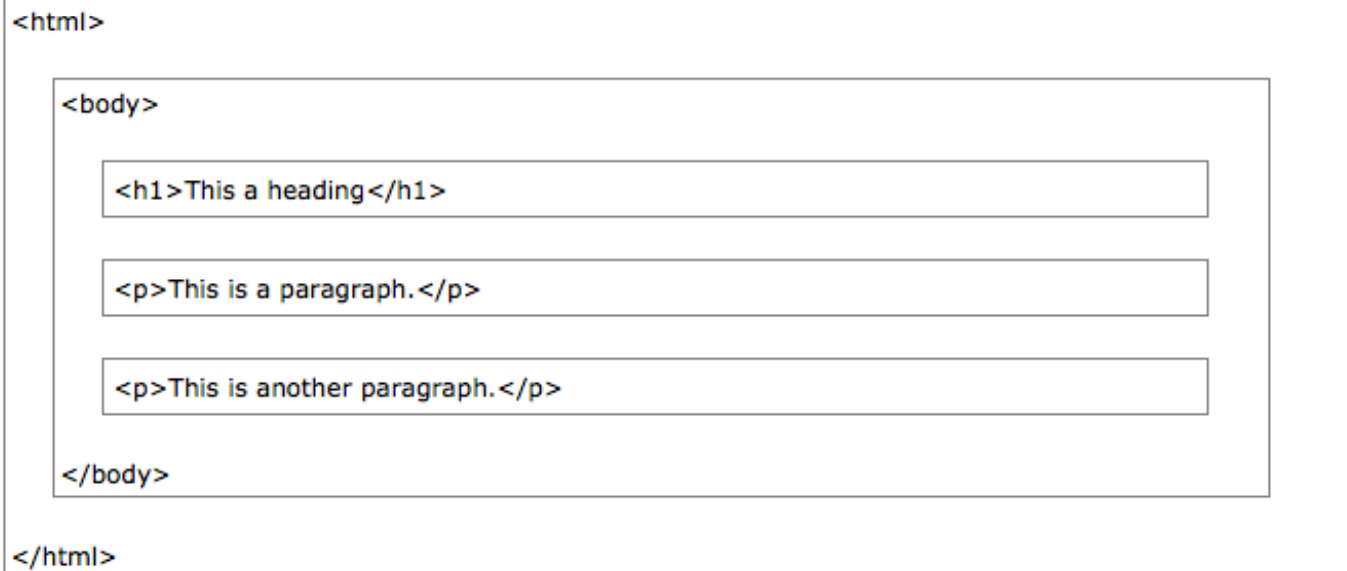 <html>
<body>
<h1>This a heading</h1>
<p>This is a paragraph.</p>
<p>This is another paragraph.</p>
</body>
</html>